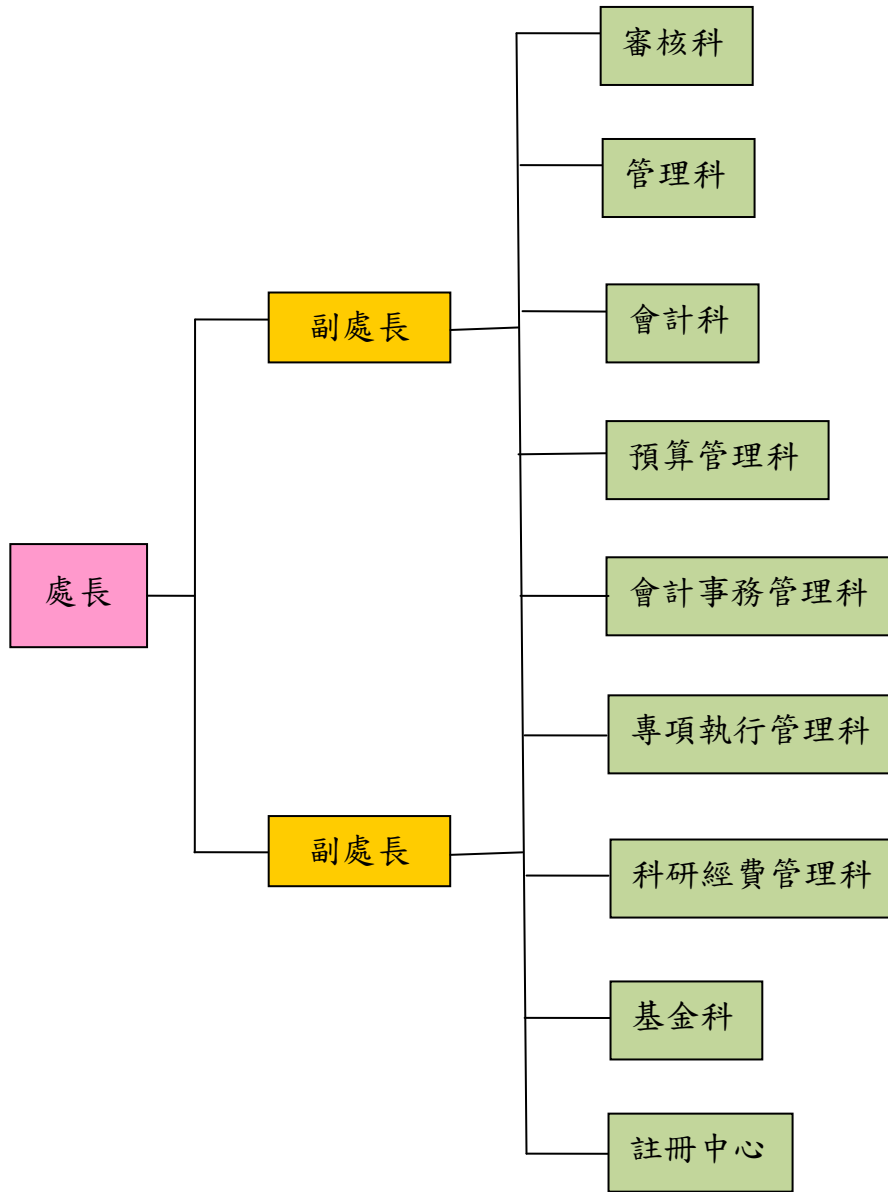 處長
副處長
副處長
審核科
管理科
會計科
預算管理科
會計事務管理科
專項執行管理科
科研經費管理科
基金科
註冊中心